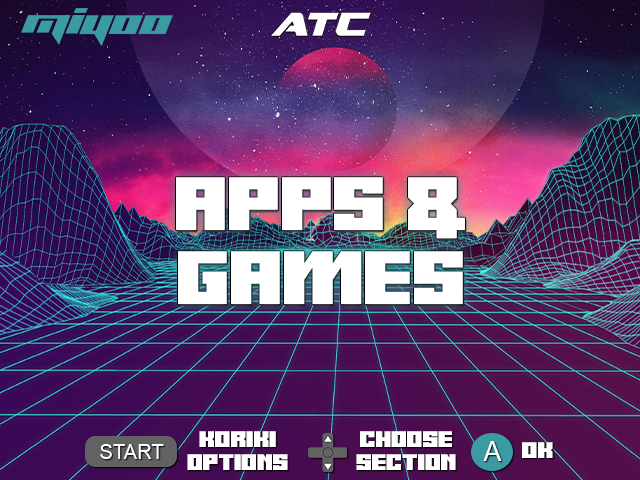 miyoo
ATC
APPS &
GAMES
START
KORIKI
OPTIONS
CHOOSE
SECTION
A
OK